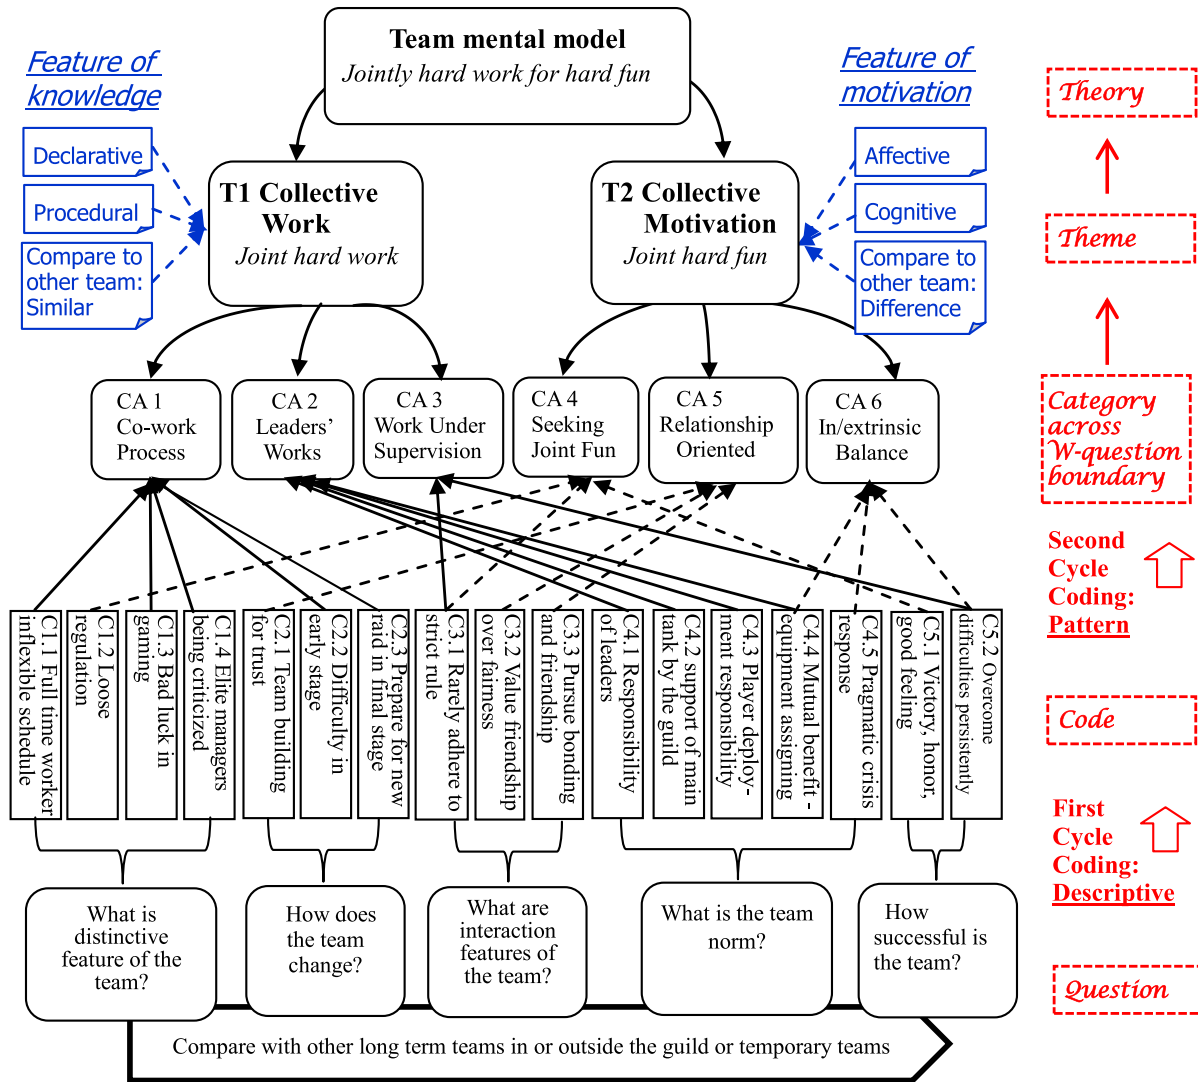 Team mental model
Jointly hard work for hard fun
Feature of
knowledge
Feature of
motivation
Theory
Declarative
Procedural
Compare to
other team:
Similar
T1 Collective
Work
Joint hard work
T2 Collective
Motivation
Joint hard fun
Affective
Cognitive
Compare to
other team:
Difference
Theme
CA 1
Co-work
Process
CA 2
Leaders’
Works
CA 3
Work Under
Supervision
CA 4
Seeking
Joint Fun
CA 5
Relationship
Oriented
CA 6
In/extrinsic
Balance
Category
across
W-question
boundary
Second
Cycle
Coding:
Pattern
C1.1 Full time worker
inflexible schedule
C1.2 Loose
regulation
C1.3 Bad luck in
gaming
C1.4 Elite managers
being criticized
C2.1 Team building
for trust
C2.2 Difficulty in
early stage
C2.3 Prepare for new
raid in final stage
C3.1 Rarely adhere to
strict rule
C3.2 Value friendship
over fairness
C3.3 Pursue bonding
and friendship
C4.1 Responsibility
of leaders
C4.2 support of main
tank by the guild
C4.3 Player deploy-
ment responsibility
C4.4 Mutual benefit -
equipment assigning
C4.5 Pragmatic crisis
response
C5.1 Victory, honor,
good feeling
C5.2 Overcome
difficulties persistently
Code
First
Cycle
Coding:
Descriptive
What is
distinctive
feature of the
team?
How does
the team
change?
What are
interaction
features of
the team?
What is the team
norm?
How
successful is
the team?
Question
Compare with other long term teams in or outside the guild or temporary teams